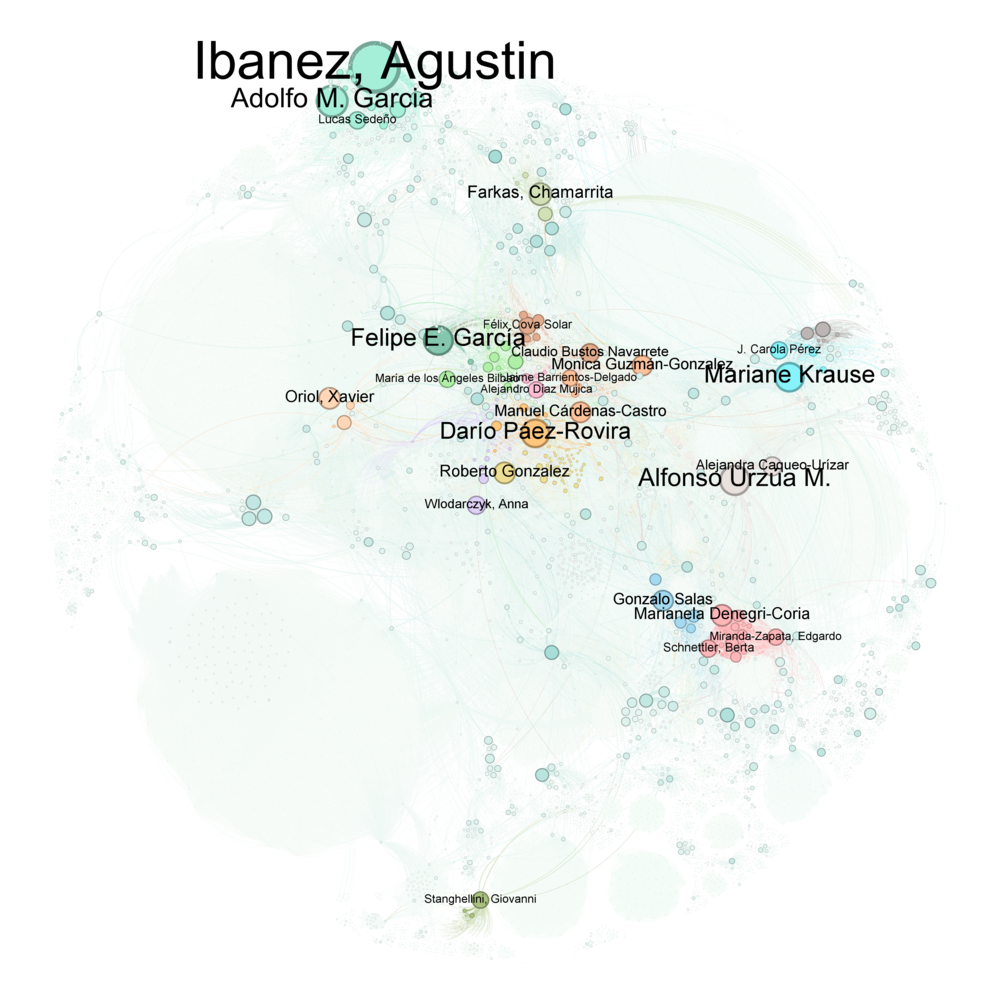 Ibanez, Agustin
Adolfo M. Garcia
Lucas Sedeño
Farkas, Chamarrita
Félix Cova Solar
Felipe E. García
Claudio Bustos Navarrete
J. Carola Pérez
Monica Guzmán-Gonzalez
Mariane Krause
María de los Ángeles Bilbao
Jaime Barrientos-Delgado
Alejandro Díaz Mujica
Oriol, Xavier
Manuel Cárdenas-Castro
Darío Páez-Rovira
Alejandra Caqueo-Urízar
Roberto Gonzalez
Alfonso Urzúa M.
Wlodarczyk, Anna
Gonzalo Salas
Marianela Denegri-Coria
Miranda-Zapata, Edgardo
Schnettler, Berta
Stanghellini, Giovanni